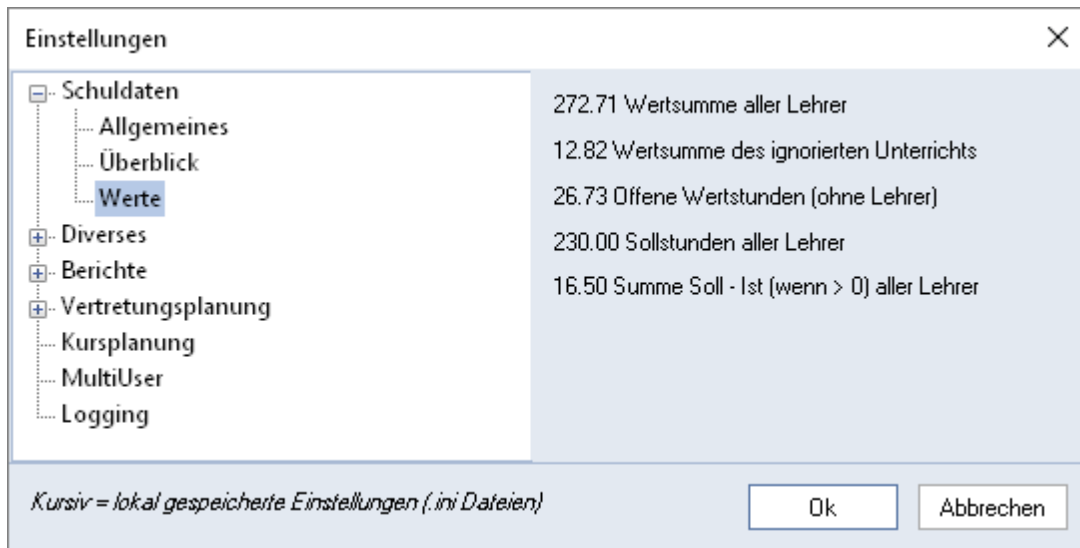 Einstellungen
Schuldaten
Allgemeines
Überblick
Werte
Diverses
Berichte
Vertretungsplanung
Kursplanung
MultiUser
Logging
272.71 Wertsumme aller Lehrer
12.82 Wertsumme des ignorierten Unterrichts
26.73 Offene Wertstunden (ohne Lehrer)
230.00 Sollstunden aller Lehrer
16.50 Summe Soll - Ist (wenn > 0) aller Lehrer
Kursiv = lokal gespeicherte Einstellungen (.ini Dateien)
Ok
Abbrechen